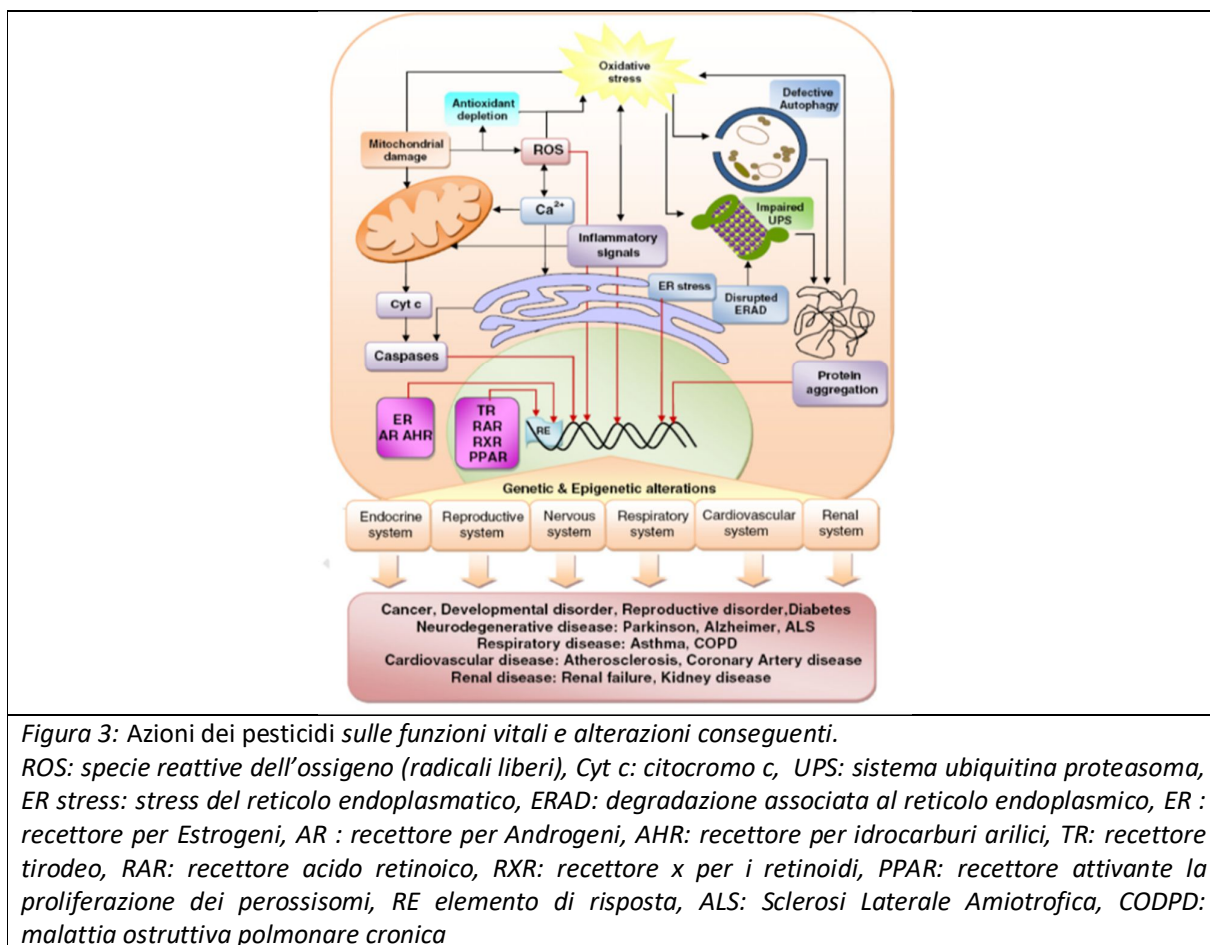 Oxidative
stress
Defective
Autophagy
Antioxidant
depletion
Mitochondrial
damage
ROS
Ca2+
Impaired
UPS
Inflammatory
signals
ER stress
Disrupted
ERAD
Cyt c
Caspases
Protein
aggregation
ER
AR AHR
TR
RAR
RXR
PPAR
RE
Genetic & Epigenetic alterations
Endocrine
system
Reproductive
system
Nervous
system
Respiratory
system
Cardiovascular
system
Renal
system
Cancer, Developmental disorder, Reproductive disorder,Diabetes
Neurodegenerative disease: Parkinson, Alzheimer, ALS
Respiratory disease: Asthma, COPD
Cardiovascular disease: Atherosclerosis, Coronary Artery disease
Renal disease: Renal failure, Kidney disease
Figura 3: Azioni dei pesticidi sulle funzioni vitali e alterazioni conseguenti.
ROS: specie reattive dell’ossigeno (radicali liberi), Cyt c: citocromo c, UPS: sistema ubiquitina proteasoma,
ER stress: stress del reticolo endoplasmatico, ERAD: degradazione associata al reticolo endoplasmico, ER :
recettore per Estrogeni, AR : recettore per Androgeni, AHR: recettore per idrocarburi arilici, TR: recettore
tirodeo, RAR: recettore acido retinoico, RXR: recettore x per i retinoidi, PPAR: recettore attivante la
proliferazione dei perossisomi, RE elemento di risposta, ALS: Sclerosi Laterale Amiotrofica, CODPD:
malattia ostruttiva polmonare cronica